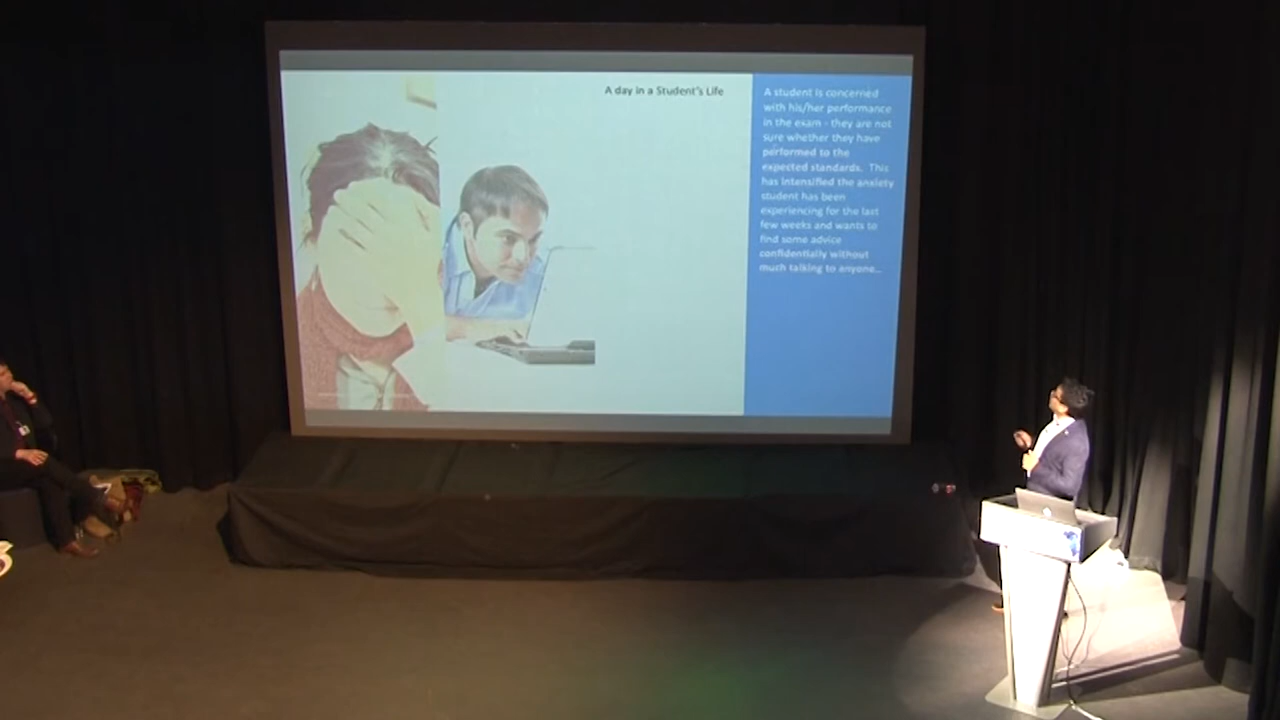 A day in a Student's Life
A student is concerned
with his/her performance
in the exam - they are not
sure whether they have
performed to the
expected standards. This
has intensified the anxiety
student has been
experiencing for the last
few weeks and wants to
find some advice
confidentially without
much talking to anyone...